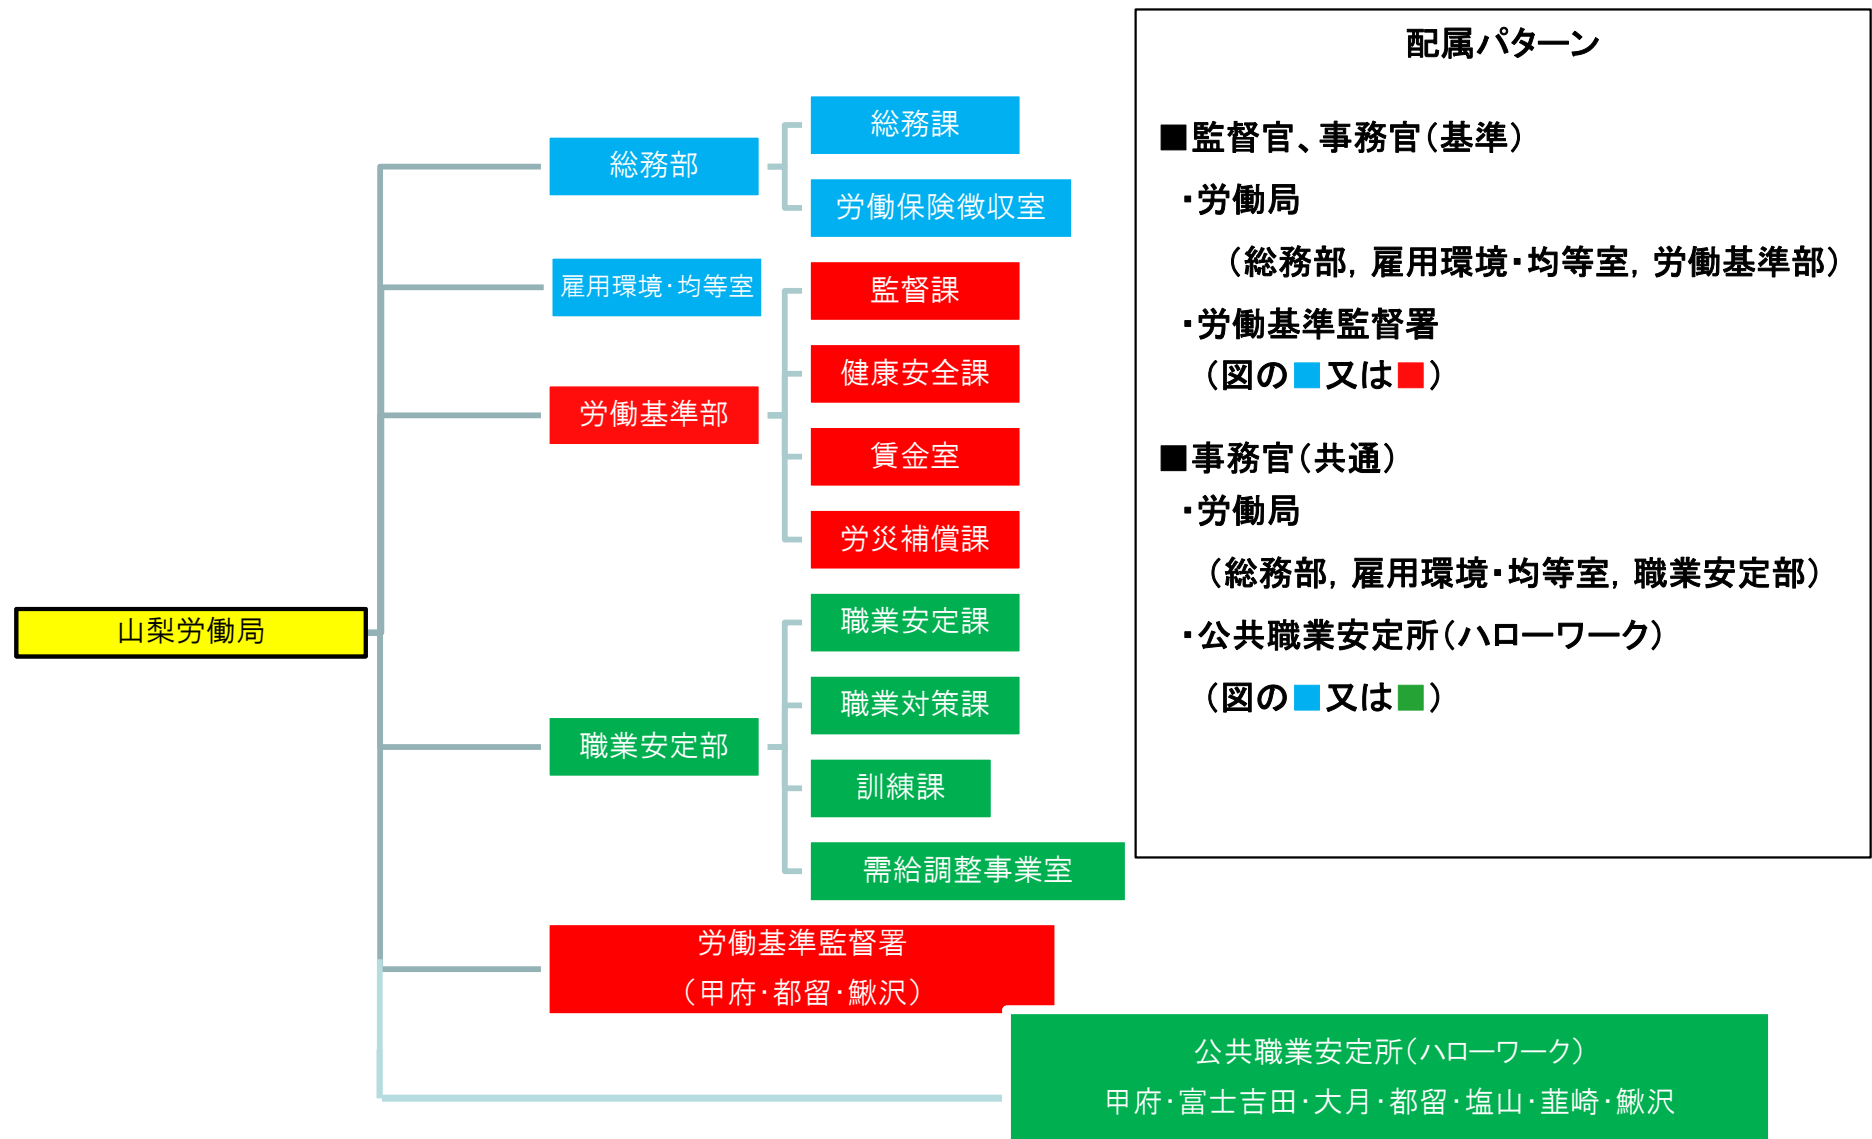 山梨労働局
総務部
総務課
労働保険徴収室
雇用環境・均等室
労働基準部
監督課
健康安全課
賃金室
労災補償課
職業安定部
職業安定課
職業対策課
訓練課
需給調整事業室
労働基準監督署
（甲府・都留・鰍沢）
公共職業安定所（ハローワーク）
甲府・富士吉田・大月・都留・塩山・韮崎・鰍沢
配属パターン
■監督官、事務官（基準）
・労働局
（総務部，雇用環境・均等室，労働基準部）
・労働基準監督署
（図の■又は■）
■事務官（共通）
・労働局
（総務部，雇用環境・均等室，職業安定部）
・公共職業安定所（ハローワーク）
（図の■又は■）